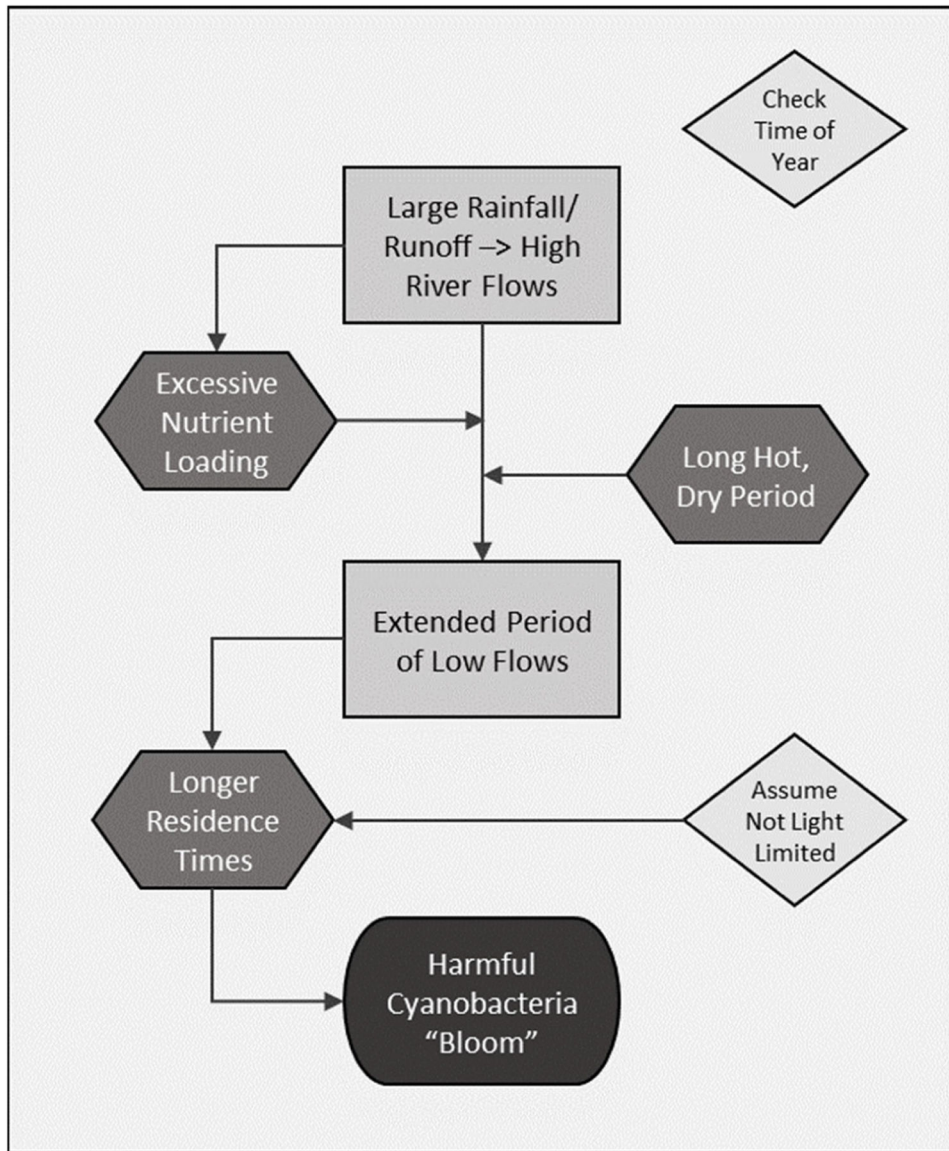 Check
Time of
Year
Large Rainfall/
Runoff –> High
River Flows
Excessive
Nutrient
Loading
Long Hot,
Dry Period
Extended Period
of Low Flows
Longer
Residence
Times
Assume
Not Light
Limited
Harmful
Cyanobacteria
“Bloom”